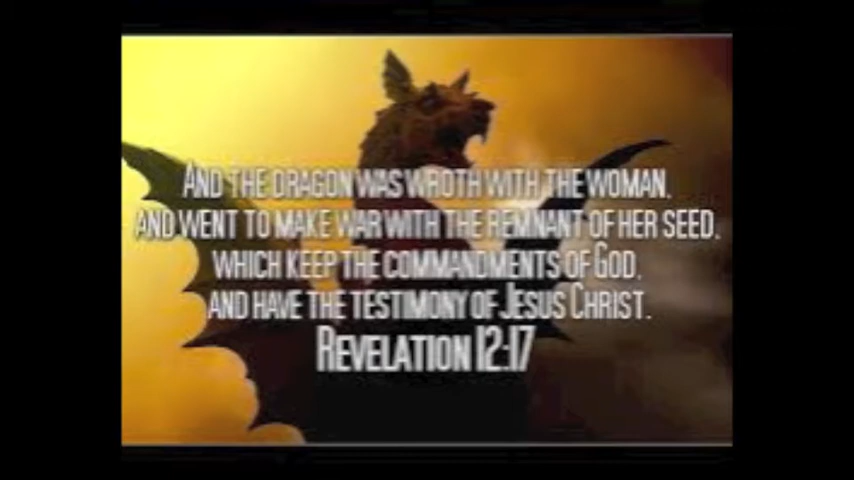 And the dragon was wroth with the woman,
and went to make war with the remnant of her seed,
which keep the commandments of God,
and have the testimony of Jesus Christ.
Revelation 12:17